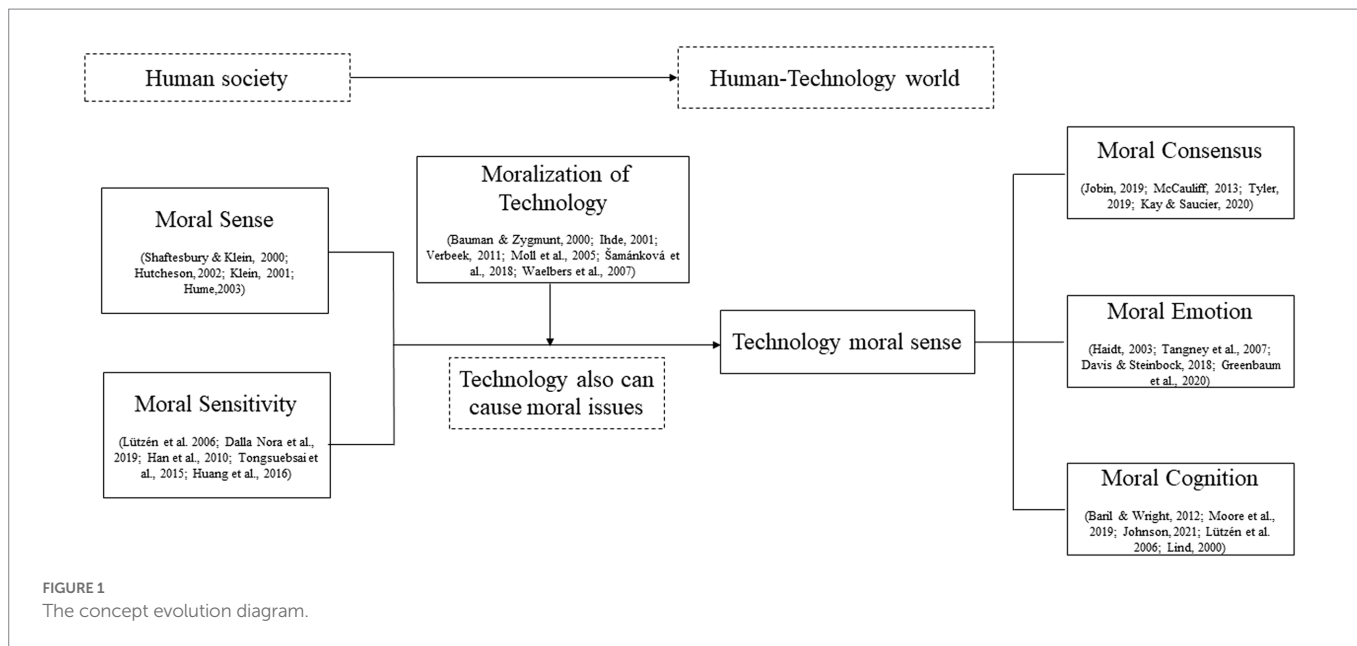 Human society
Human-Technology world
Moral Sense
(Shaftesbury & Klein, 2000;
Hutcheson, 2002; Klein, 2001;
Hume,2003)
Moral Sensitivity
(Lützén et al. 2006; Dalla Nora et al.,
2019; Han et al., 2010; Tongsuebsai et
al., 2015; Huang et al., 2016)
Moralization of
Technology
(Bauman & Zygmunt, 2000; Ihde, 2001;
Verbeek, 2011; Moll et al., 2005; Šamánková et
al., 2018; Waelbers et al., 2007)
Technology also can
cause moral issues
Technology moral sense
Moral Consensus
(Jobin, 2019; McCauliff, 2013; Tyler,
2019; Kay & Saucier, 2020)
Moral Emotion
(Haidt, 2003; Tangney et al., 2007;
Davis & Steinbock, 2018; Greenbaum
et al., 2020)
Moral Cognition
(Baril & Wright, 2012; Moore et al.,
2019; Johnson, 2021; Lützén et al.
2006; Lind, 2000)
FIGURE 1
The concept evolution diagram.